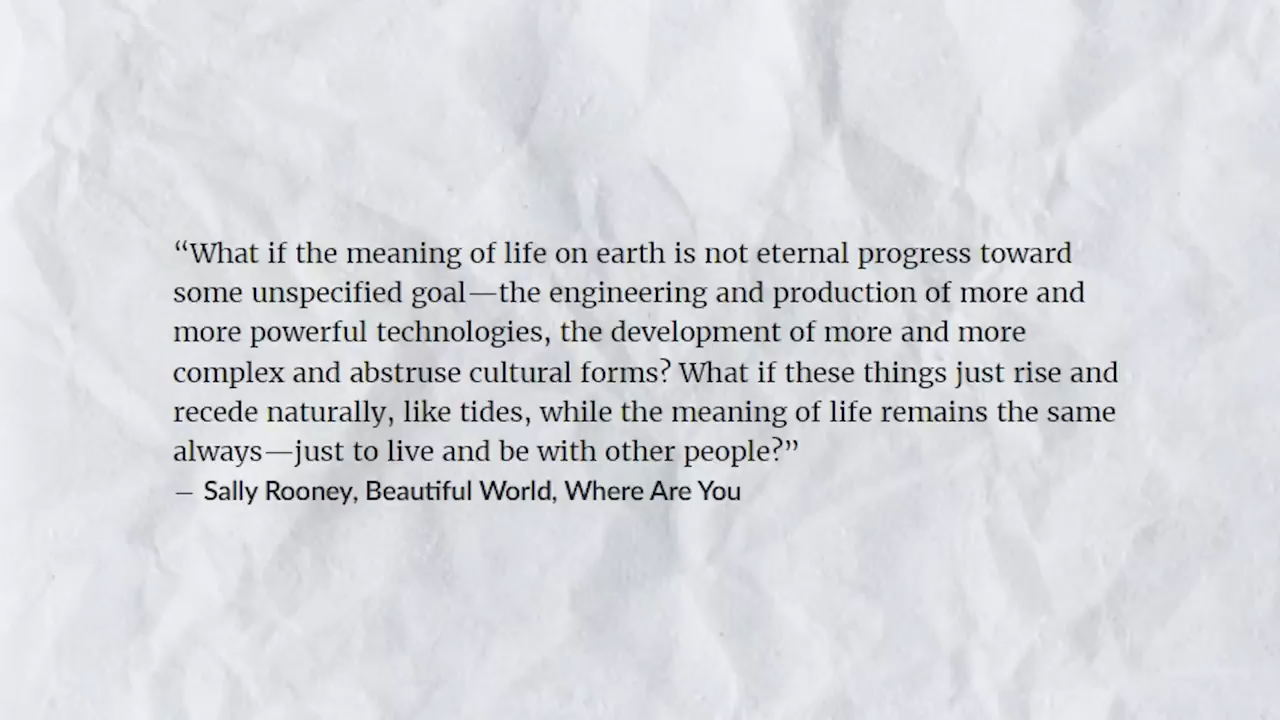 “What if the meaning of life on earth is not eternal progress toward
some unspecified goal—the engineering and production of more and
more powerful technologies, the development of more and more
complex and abstruse cultural forms? What if these things just rise and
recede naturally, like tides, while the meaning of life remains the same
always—just to live and be with other people?”
— Sally Rooney, Beautiful World, Where Are You